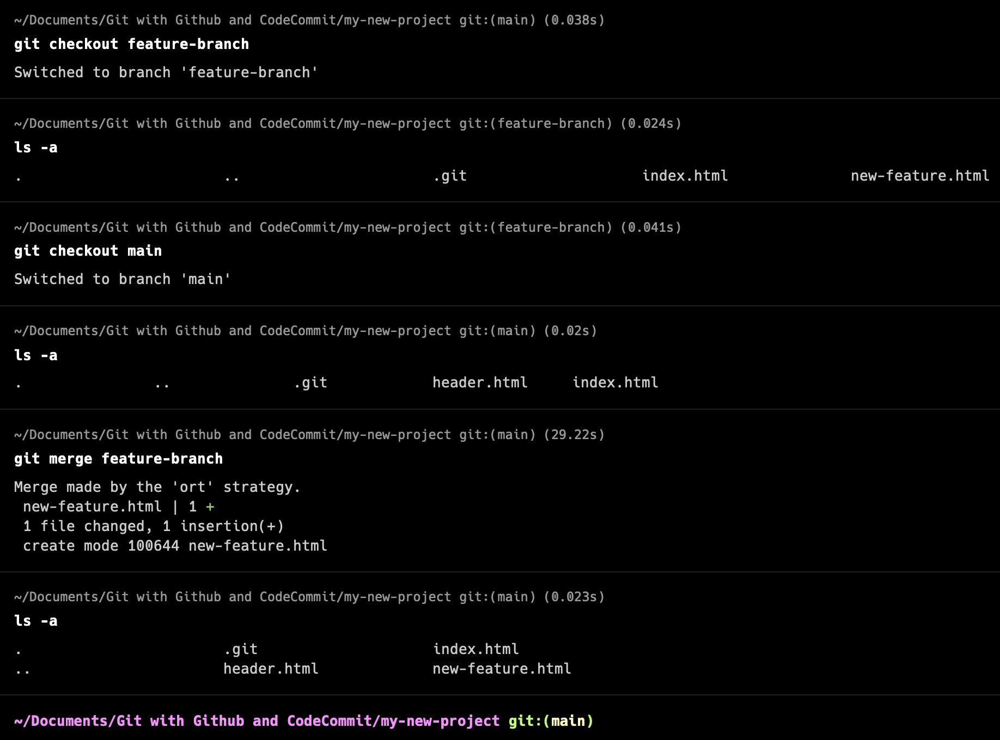 ~/Documents/Git with Github and CodeCommit/my-new-project git:(main) (0.038s)
git checkout feature-branch
Switched to branch 'feature-branch'
~/Documents/Git with Github and CodeCommit/my-new-project git:(feature-branch) (0.024s)
ls -a
. .. .git index.html new-feature.html
~/Documents/Git with Github and CodeCommit/my-new-project git:(feature-branch) (0.041s)
git checkout main
Switched to branch 'main'
~/Documents/Git with Github and CodeCommit/my-new-project git:(main) (0.02s)
ls -a
. .. .git header.html index.html
~/Documents/Git with Github and CodeCommit/my-new-project git:(main) (29.22s)
git merge feature-branch
Merge made by the 'ort' strategy.
new-feature.html | 1 +
1 file changed, 1 insertion(+)
create mode 100644 new-feature.html
~/Documents/Git with Github and CodeCommit/my-new-project git:(main) (0.023s)
ls -a
. .git index.html
.. header.html new-feature.html
~/Documents/Git with Github and CodeCommit/my-new-project git:(main)